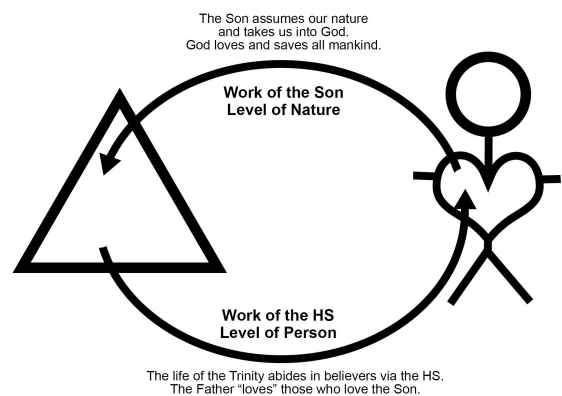 The Son assumes our nature
and takes us into God.
God loves and saves all mankind.
Work of the Son
Level of Nature
Work of the HS
Level of Person
The life of the Trinity abides in believers via the HS.
The Father “loves” those who love the Son.